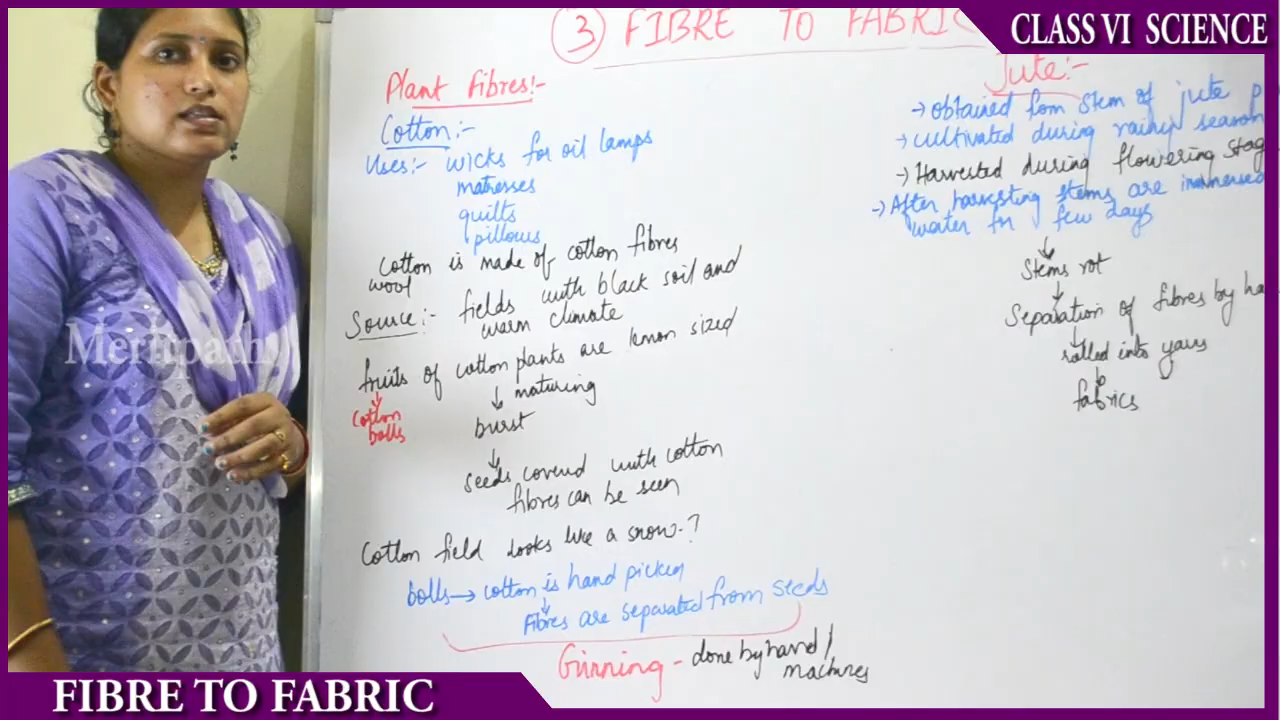 CLASS VI SCIENCE
3 FIBRE TO FABRIC
Plant Fibres:-
Cotton:-
Uses:- wicks for oil lamps
matresses
quilts
pillows
Cotton is made of cotton fibres
wool
Source:- fields with black soil and
warm climate
fruits of cotton plants are lemon sized
↓ ↓ maturing
Cotton
bolls
burst
↓
seeds covered with cotton
fibres can be seen
Cotton field looks like a snow-?
bolls → cotton is hand picked
↓
Fibres are separated from seeds
Ginning - done by hand /
machines
Jute:-
→ obtained from stem of jute p
→ cultivated during rainy season
→ Harvested during flowering stag
→ After harvesting stems are immersed
water for few days
↓
Stems rot
↓
Separation of fibres by ha
↓
rolled into yarns
↓
fabrics
Meritpath
FIBRE TO FABRIC